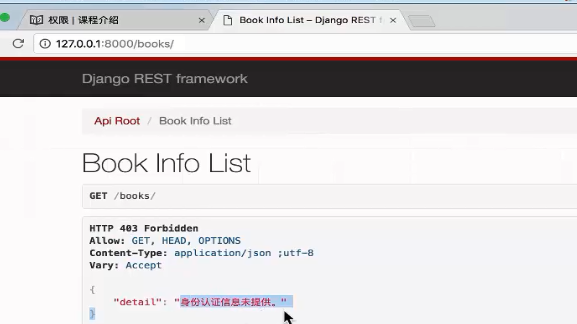 权限 | 课程介绍 × Book Info List – Django REST f ×
127.0.0.1:8000/books/
Django REST framework
Api Root / Book Info List
Book Info List
GET /books/
HTTP 403 Forbidden
Allow: GET, HEAD, OPTIONS
Content-Type: application/json ;utf-8
Vary: Accept
{
"detail": "身份认证信息未提供。"
}